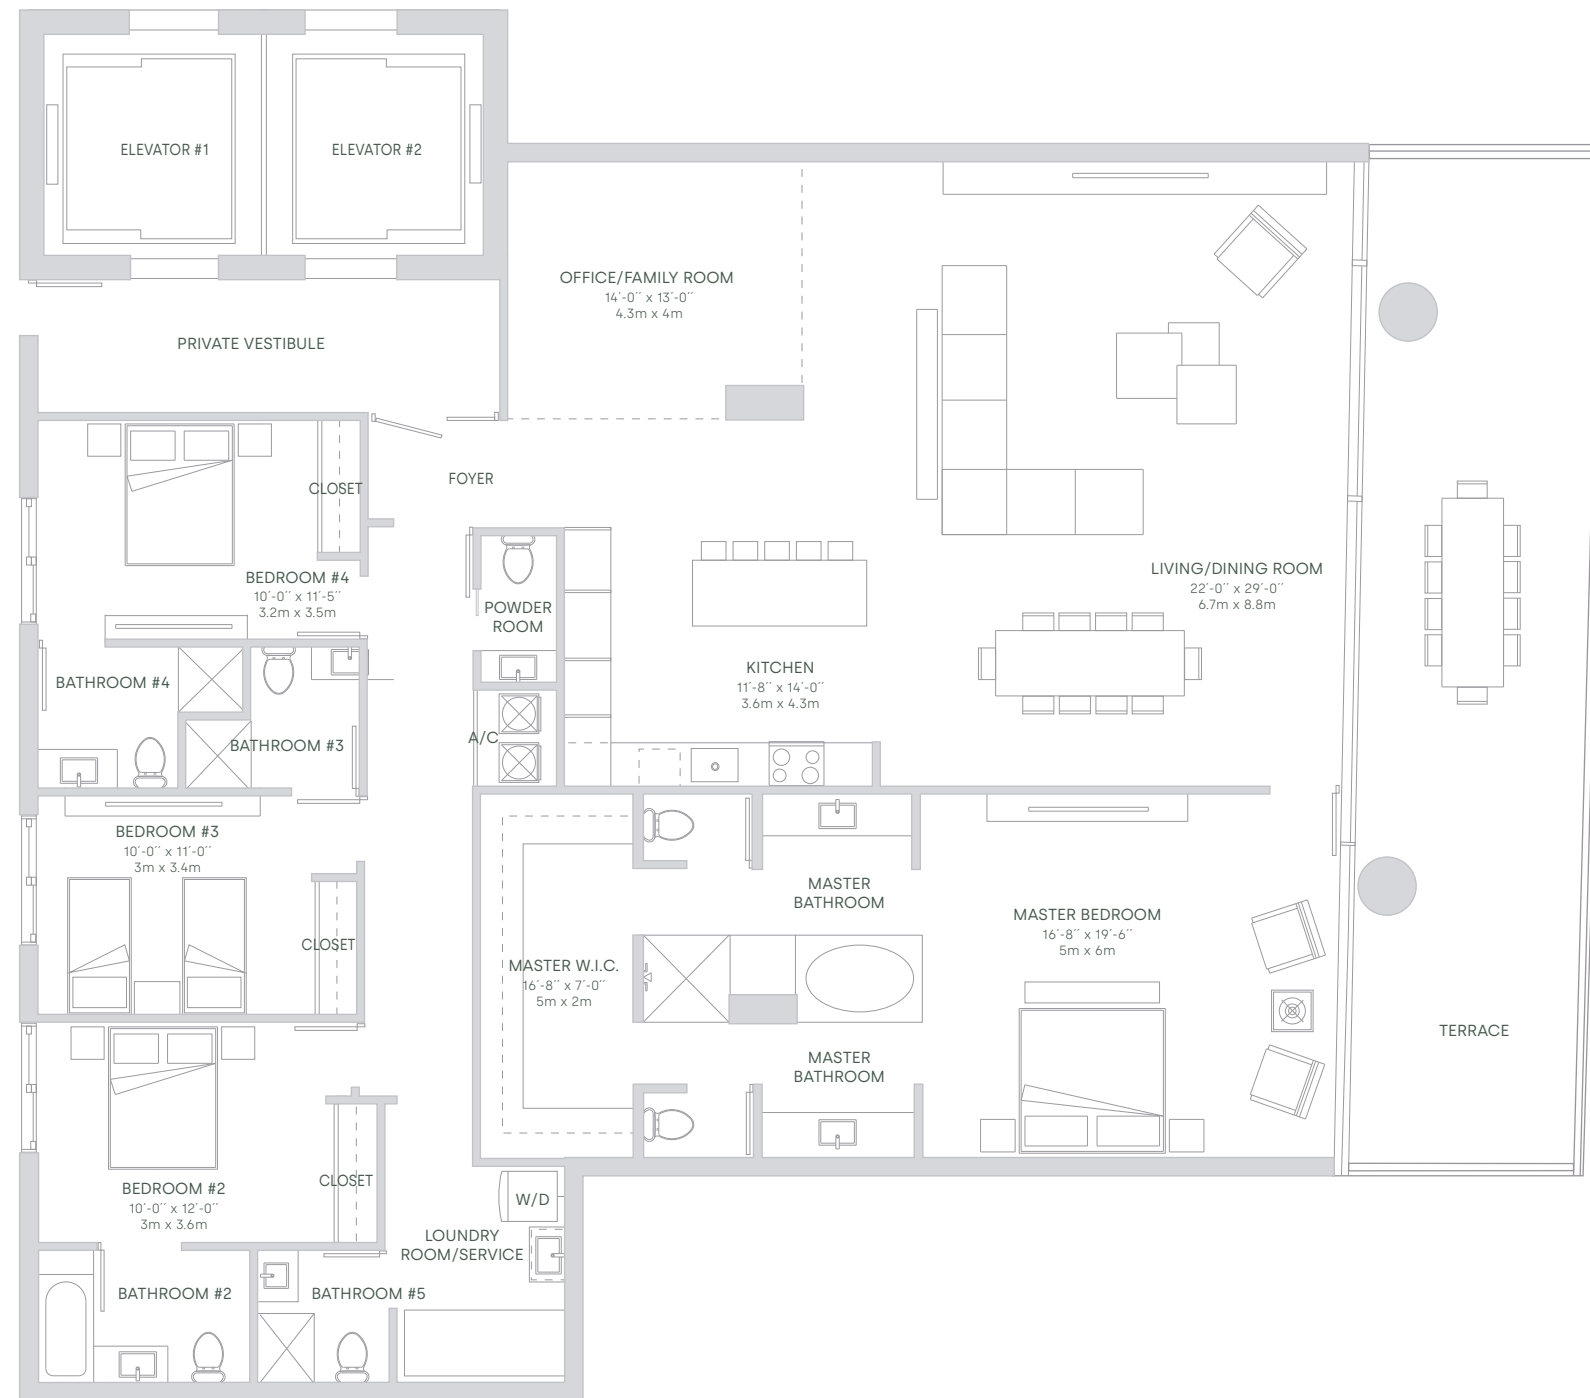 ELEVATOR #1
ELEVATOR #2
OFFICE/FAMILY ROOM
14´-0´´ x 13´-0´´
4.3m x 4m
PRIVATE VESTIBULE
FOYER
CLOSET
BEDROOM #4
10´-0´´ x 11´-5´´
3.2m x 3.5m
POWDER
ROOM
LIVING/DINING ROOM
22´-0´´ x 29´-0´´
6.7m x 8.8m
KITCHEN
11´-8´´ x 14´-0´´
3.6m x 4.3m
BATHROOM #4
BATHROOM #3
A/C
BEDROOM #3
10´-0´´ x 11´-0´´
3m x 3.4m
CLOSET
MASTER
BATHROOM
MASTER BEDROOM
16´-8´´ x 19´-6´´
5m x 6m
MASTER W.I.C.
16´-8´´ x 7´-0´´
5m x 2m
TERRACE
MASTER
BATHROOM
CLOSET
BEDROOM #2
10´-0´´ x 12´-0´´
3m x 3.6m
W/D
LOUNDRY
ROOM/SERVICE
BATHROOM #2
BATHROOM #5